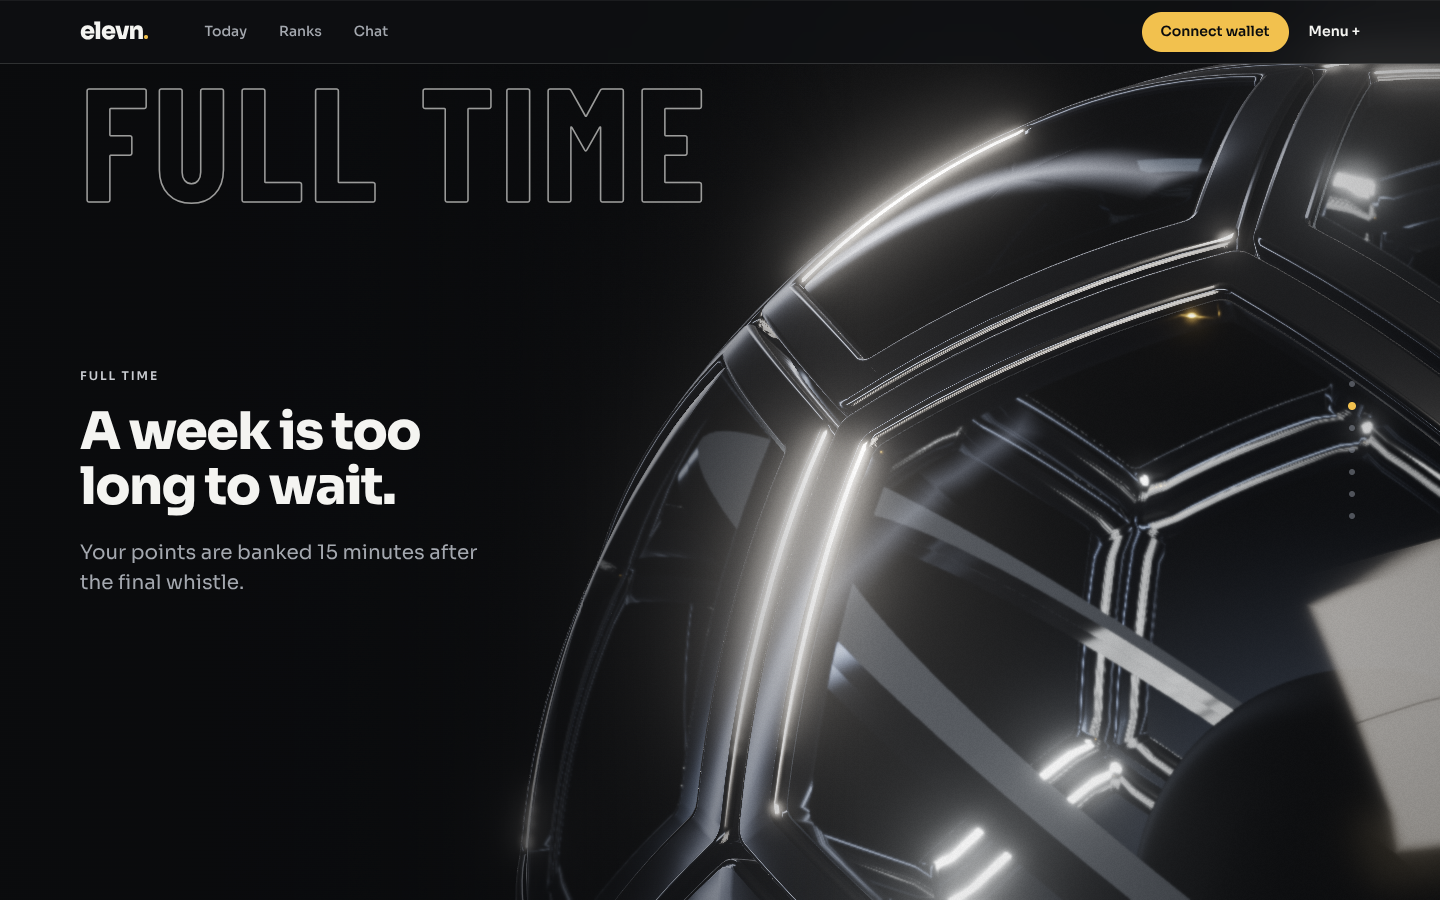 elevn.
Today
Ranks
Chat
Connect wallet
Menu +
FULL TIME
FULL TIME
A week is too
long to wait.
Your points are banked 15 minutes after
the final whistle.